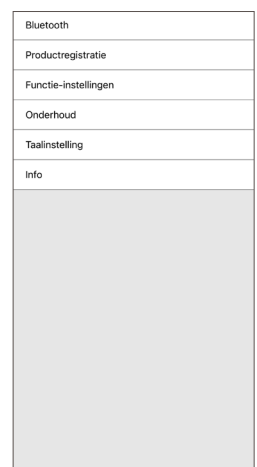 Bluetooth
Productregistratie
Functie-instellingen
Onderhoud
Taalinstelling
Info